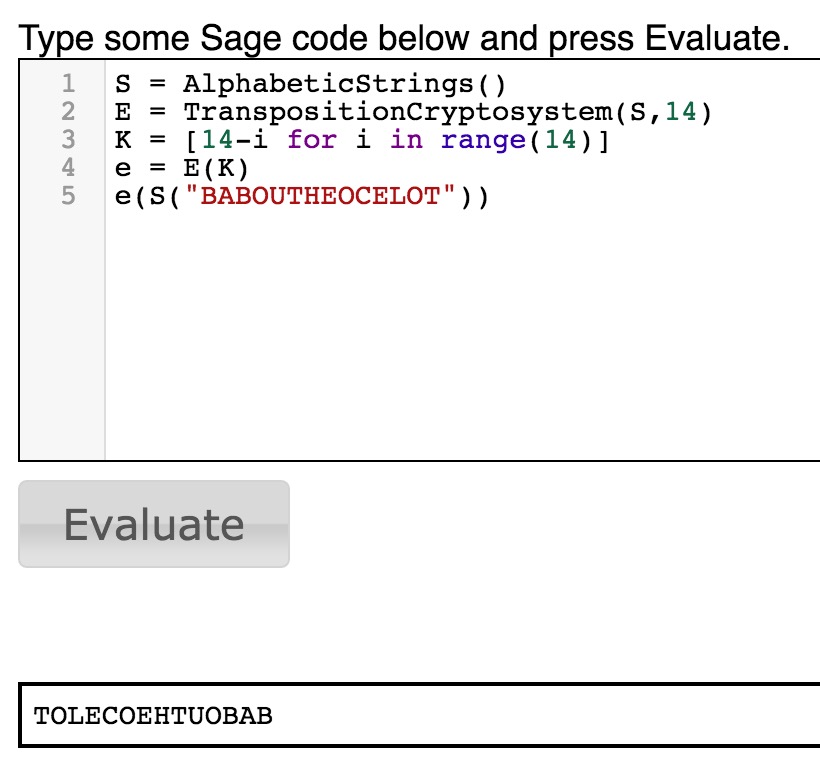 Type some Sage code below and press Evaluate.
1 S = AlphabeticStrings()
2 E = TranspositionCryptosystem(S,14)
3 K = [14-i for i in range(14)]
4 e = E(K)
5 e(S("BABOUTHEOCELOT"))
Evaluate
TOLECOEHTUOBAB